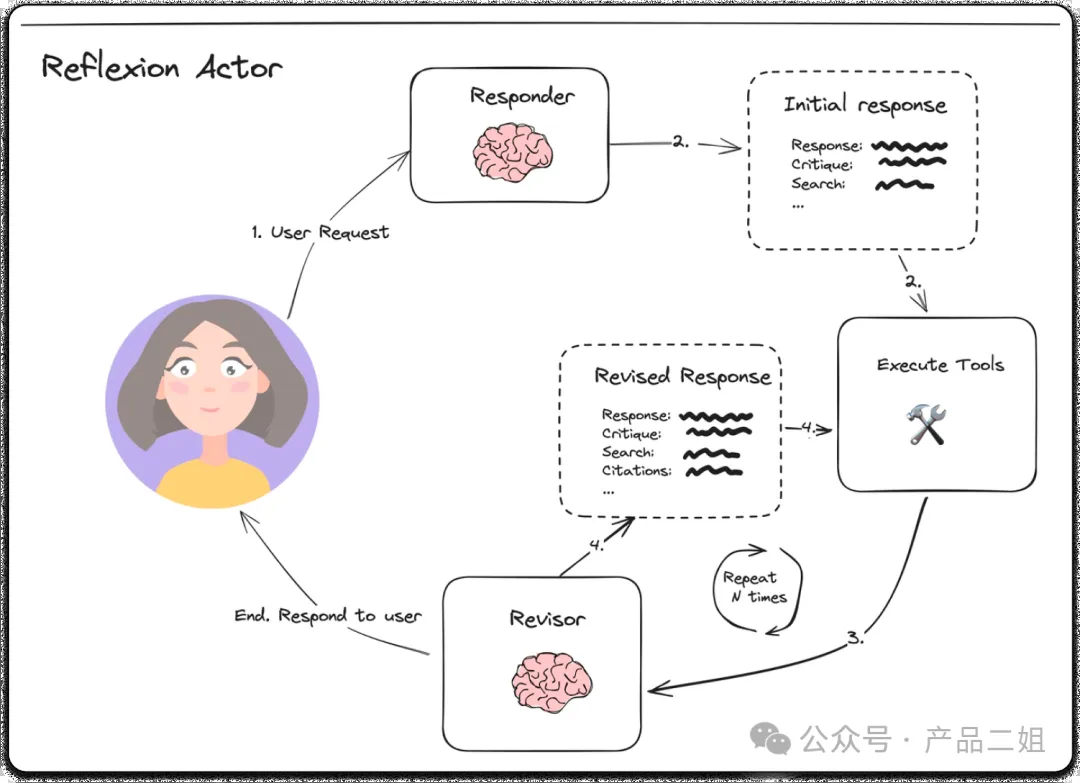 Reflexion Actor
Responder
1. User Request
2.
Initial response
Response:
Critique:
Search:
...
2.
Execute Tools
Revised Response
Response:
Critique:
Search:
Citations:
...
4.
4.
Repeat
N times
3.
Revisor
End. Respond to user
公众号 · 产品二姐